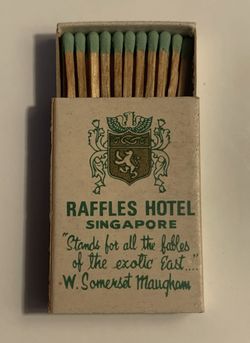 RAFFLES HOTEL
SINGAPORE
"Stands for all the fables
of the exotic East...."
W. Somerset Maugham